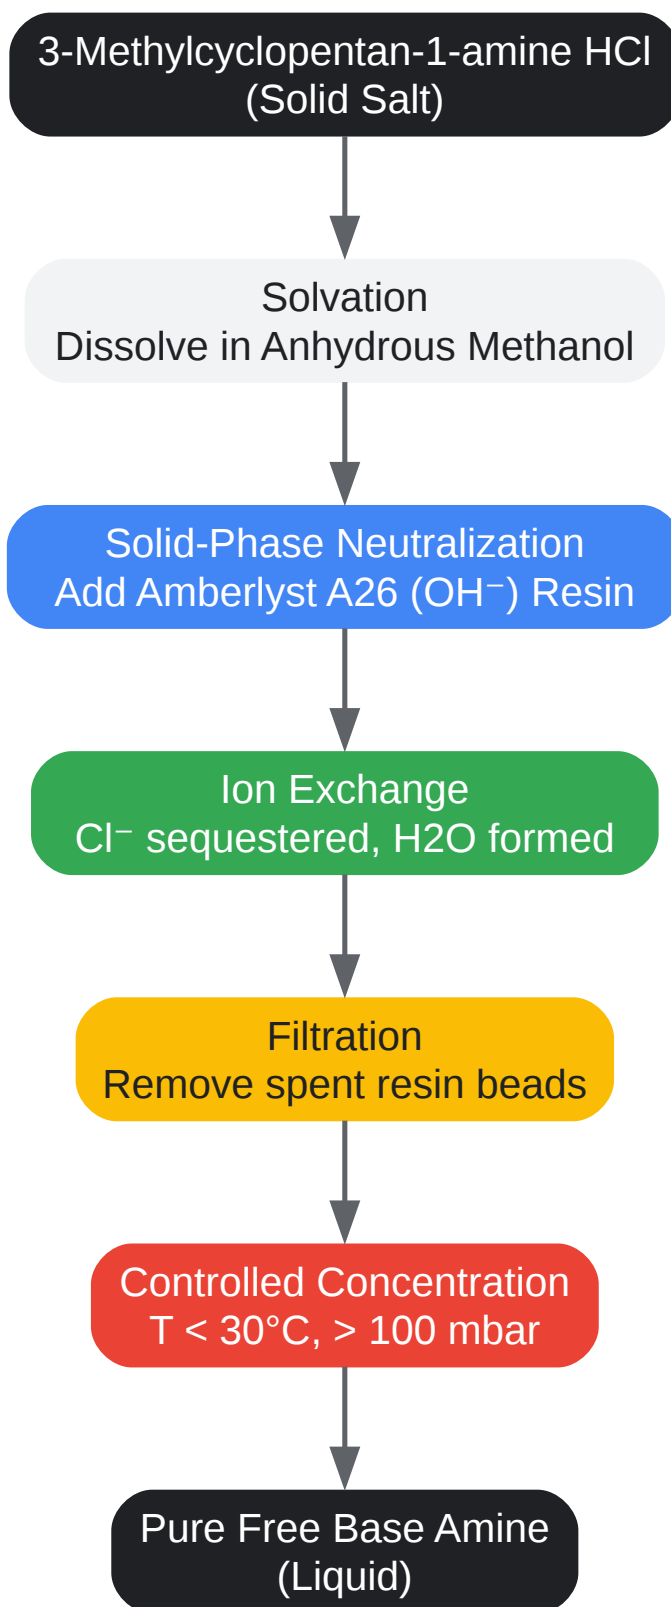 3-Methylcyclopentan-1-amine HCl
(Solid Salt)
Solvation
Dissolve in Anhydrous Methanol
Solid-Phase Neutralization
Add Amberlyst A26 (OH⁻) Resin
Ion Exchange
Cl⁻ sequestered, H2O formed
Filtration
Remove spent resin beads
Controlled Concentration
T < 30°C, > 100 mbar
Pure Free Base Amine
(Liquid)